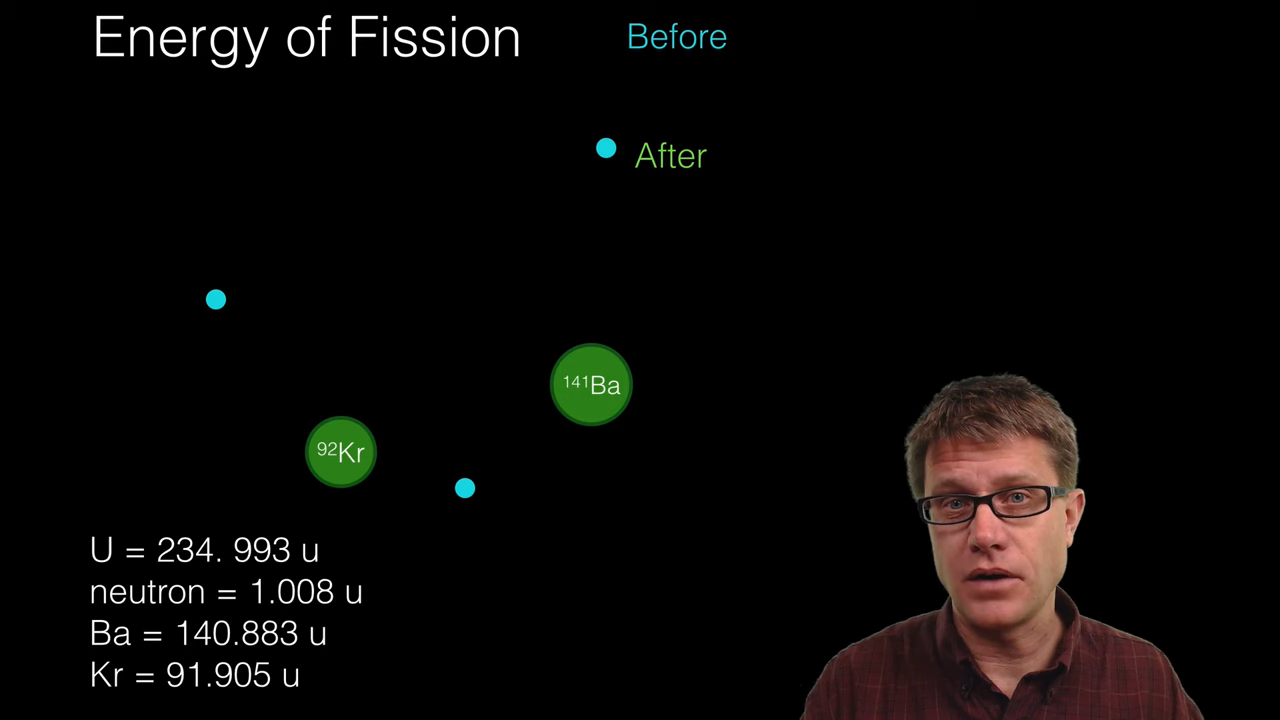 Energy of Fission
Before
After
¹⁴¹Ba
⁹²Kr
U = 234. 993 u
neutron = 1.008 u
Ba = 140.883 u
Kr = 91.905 u